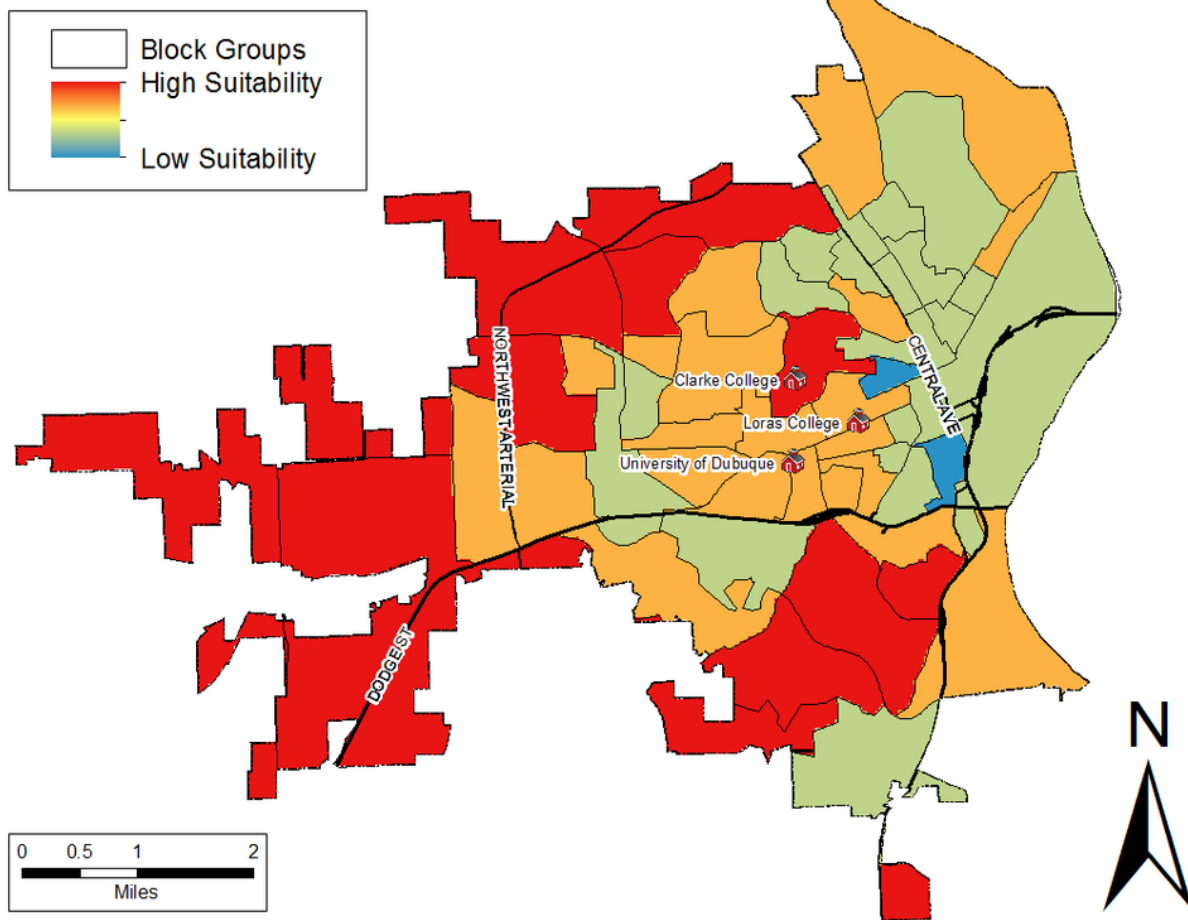 Block Groups
High Suitability
Low Suitability
NORTHWEST ARTERIAL
CENTRAL AVE
Clarke College
Loras College
University of Dubuque
DODGE ST
N
0 0.5 1 2
Miles